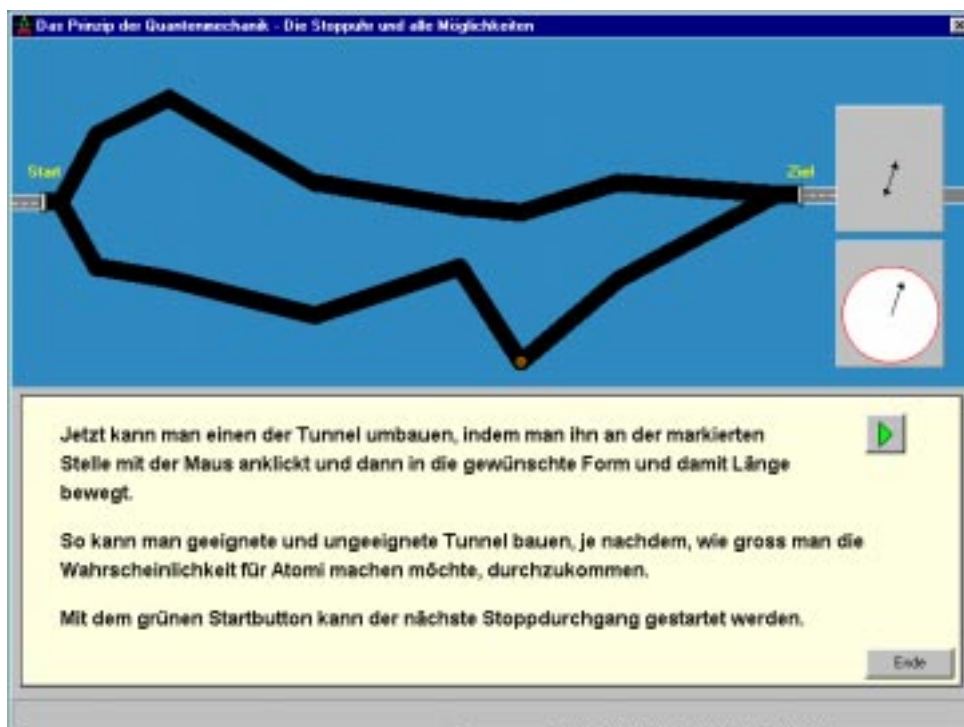 Das Prinzip der Quantenmechanik - Die Stoppuhr und alle Möglichkeiten
Start
Ziel
Jetzt kann man einen der Tunnel umbauen, indem man ihn an der markierten
Stelle mit der Maus anklickt und dann in die gewünschte Form und damit Länge
bewegt.
So kann man geeignete und ungeeignete Tunnel bauen, je nachdem, wie gross man die
Wahrscheinlichkeit für Atomi machen möchte, durchzukommen.
Mit dem grünen Startbutton kann der nächste Stoppdurchgang gestartet werden.
Ende